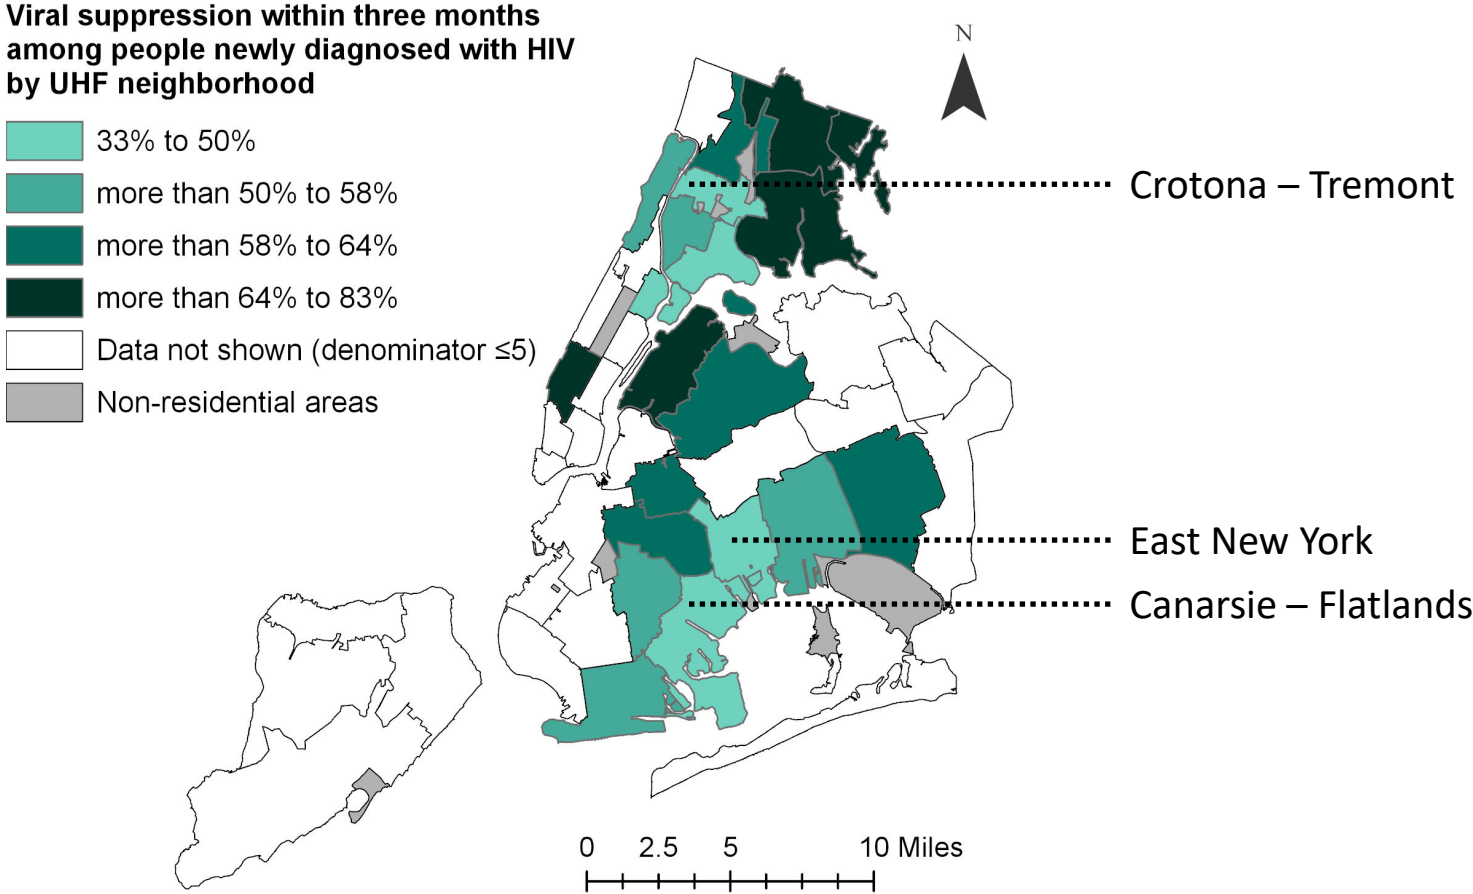 Viral suppression within three months
among people newly diagnosed with HIV
by UHF neighborhood
33% to 50%
more than 50% to 58%
more than 58% to 64%
more than 64% to 83%
Data not shown (denominator ≤5)
Non-residential areas
N
Crotona – Tremont
East New York
Canarsie – Flatlands
0 2.5 5 10 Miles